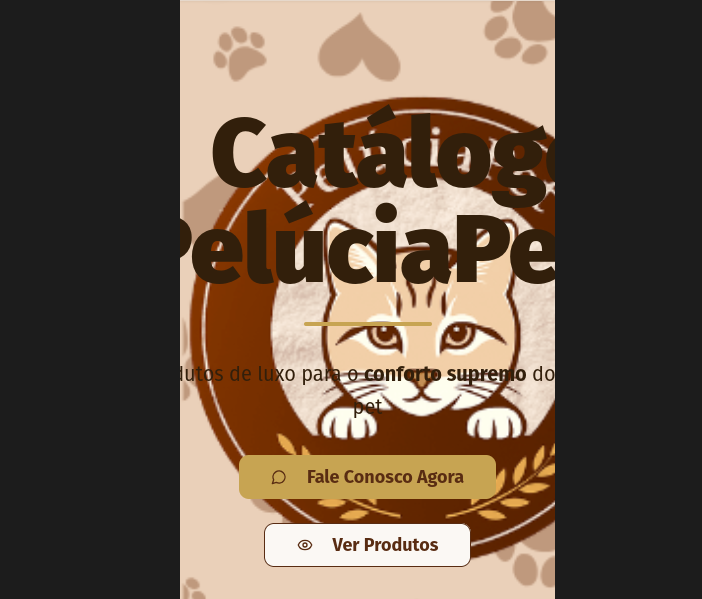 Catálogo
PelúciaPe
dutos de luxo para o conforto supremo do
pet
Fale Conosco Agora
Ver Produtos